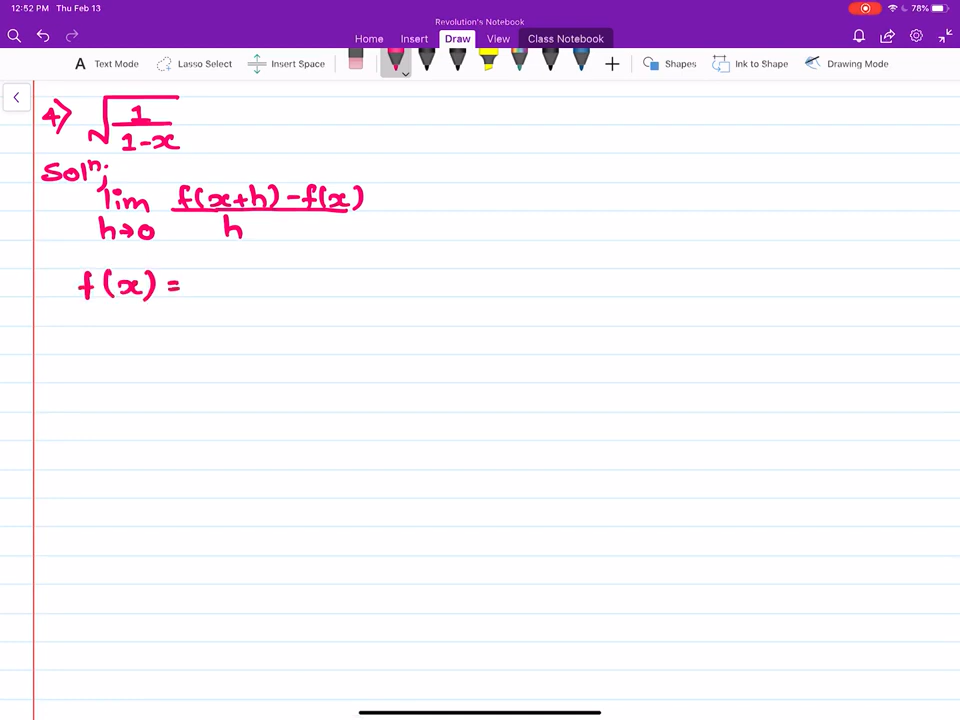 12:52 PM Thu Feb 13
78%
Revolution's Notebook
Home Insert Draw View Class Notebook
A Text Mode Lasso Select Insert Space Shapes Ink to Shape Drawing Mode
4) √(1/(1-x))
Solⁿ;
lim h→0 (f(x+h) - f(x))/h
f(x) =